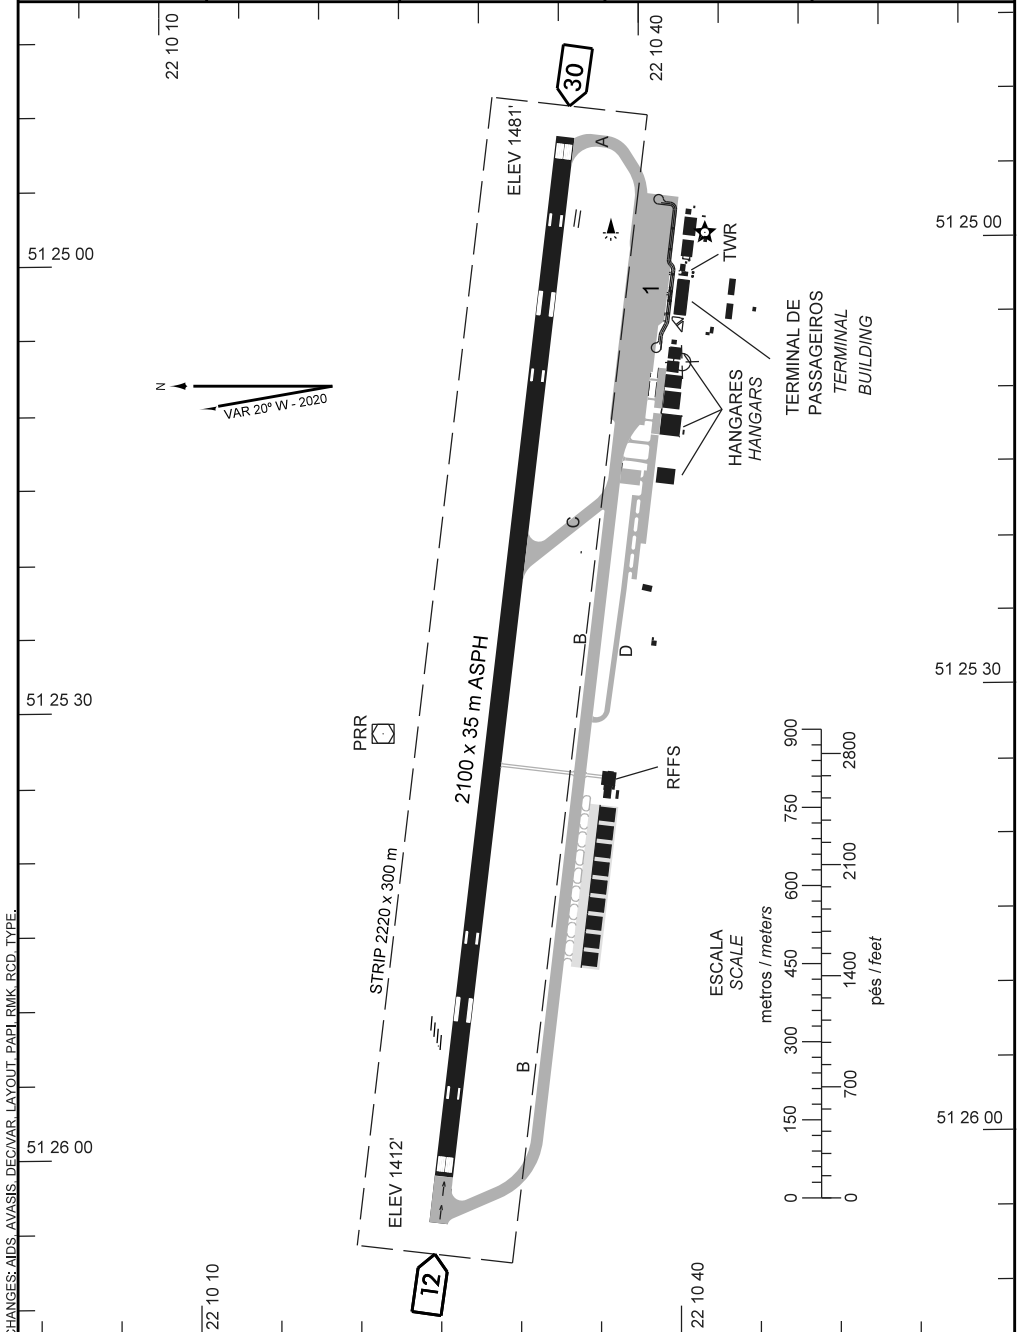 22 10 10
22 10 40
30
ELEV 1481'
A
51 25 00
51 25 00
TWR
1
TERMINAL DE
PASSAGEIROS
TERMINAL
BUILDING
N
VAR 20º W - 2020
HANGARES
HANGARS
C
B
D
2100 x 35 m ASPH
51 25 30
51 25 30
PRR
RFFS
STRIP 2220 x 300 m
ESCALA
SCALE
metros / meters
0 150 300 450 600 750 900
0 700 1400 2100 2800
pés / feet
B
51 26 00
51 26 00
ELEV 1412'
12
22 10 10
22 10 40
CHANGES: AIDS, AVASIS, DEC/VAR, LAYOUT, PAPI, RMK, RCD, TYPE.